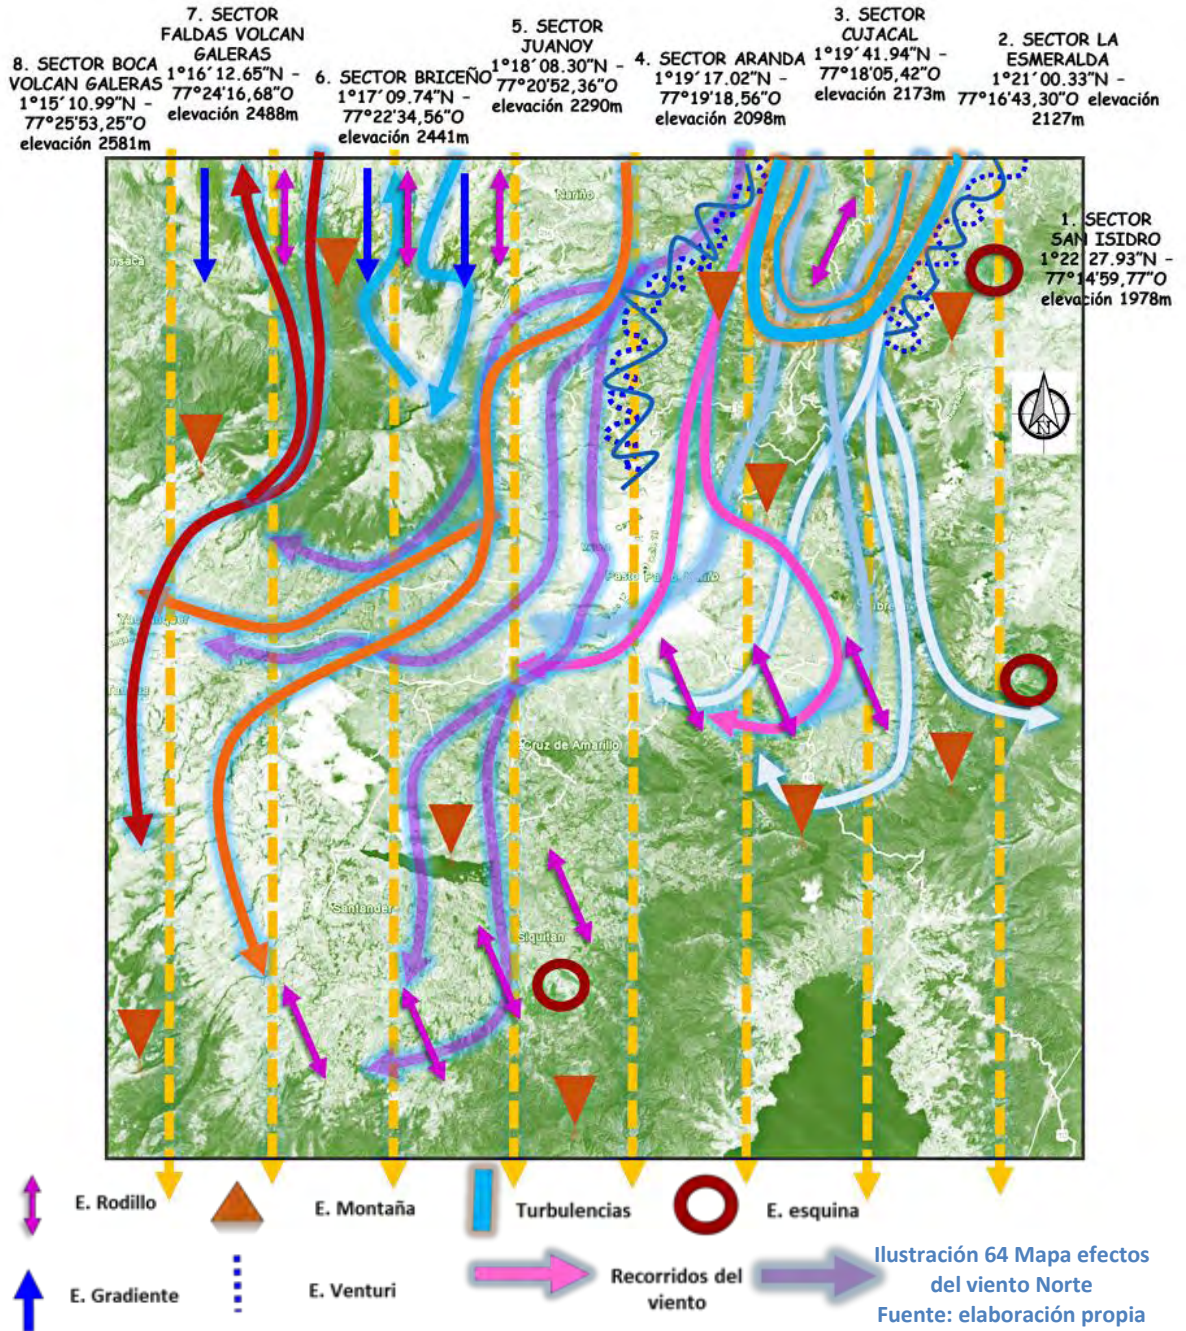 7. SECTOR
FALDAS VOLCAN
GALERAS
1°16´12.65"N –
77°24'16,68"O
elevación 2488m
5. SECTOR
JUANOY
1°18´08.30"N –
77°20'52,36"O
elevación 2290m
3. SECTOR
CUJACAL
1°19´41.94"N –
77°18'05,42"O
elevación 2173m
8. SECTOR BOCA
VOLCAN GALERAS
1°15´10.99"N –
77°25'53,25"O
elevación 2581m
6. SECTOR BRICEÑO
1°17´09.74"N –
77°22'34,56"O
elevación 2441m
4. SECTOR ARANDA
1°19´17.02"N –
77°19'18,56"O
elevación 2098m
2. SECTOR LA
ESMERALDA
1°21´00.33"N –
77°16'43,30"O elevación
2127m
1. SECTOR
SAN ISIDRO
1°22´27.93"N –
77°14'59,77"O
elevación 1978m
Nariño
N
Pasto
Cruz de Amarillo
Santander
Siquitan
E. Rodillo
E. Montaña
Turbulencias
E. esquina
E. Gradiente
E. Venturi
Recorridos del
viento
Ilustración 64 Mapa efectos
del viento Norte
Fuente: elaboración propia